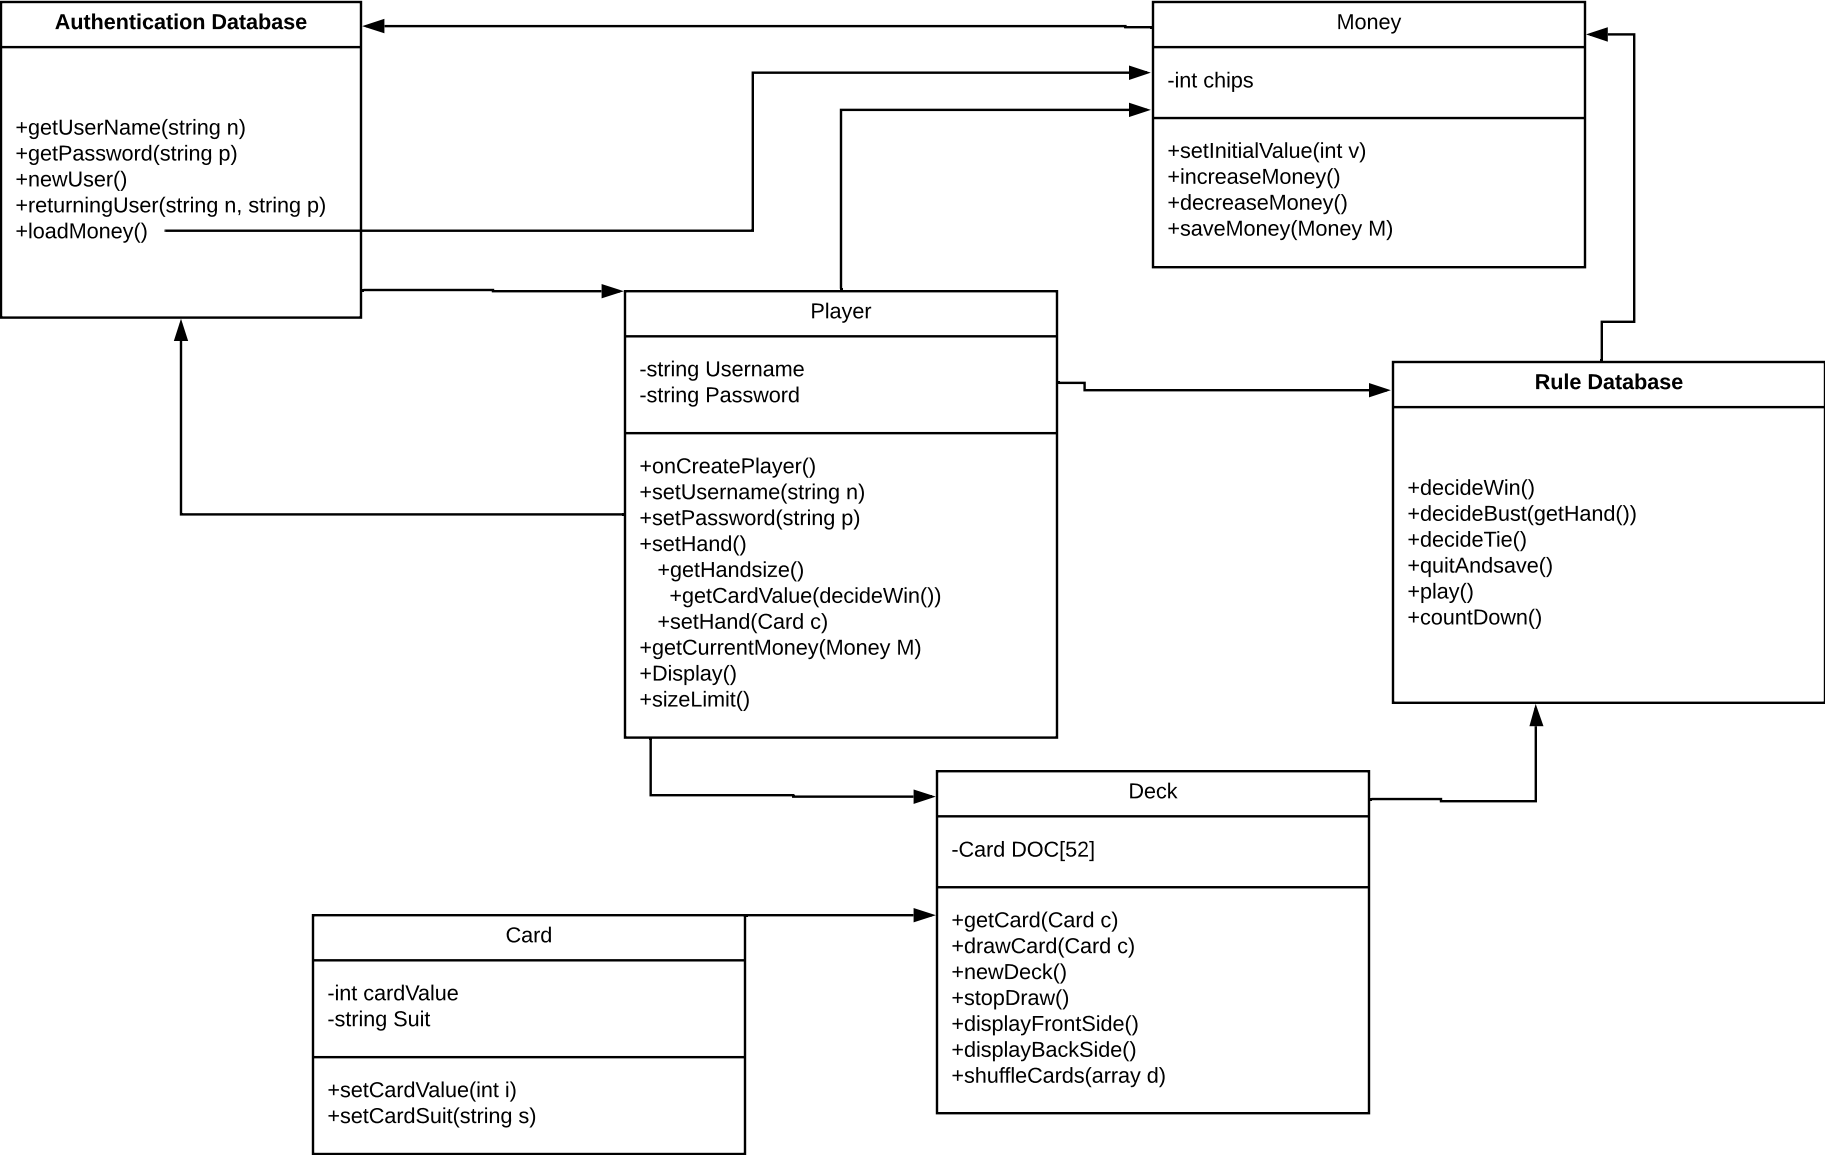 Authentication Database
+getUserName(string n)
+getPassword(string p)
+newUser()
+returningUser(string n, string p)
+loadMoney()
Money
-int chips
+setInitialValue(int v)
+increaseMoney()
+decreaseMoney()
+saveMoney(Money M)
Player
-string Username
-string Password
+onCreatePlayer()
+setUsername(string n)
+setPassword(string p)
+setHand()
+getHandsize()
+getCardValue(decideWin())
+setHand(Card c)
+getCurrentMoney(Money M)
+Display()
+sizeLimit()
Rule Database
+decideWin()
+decideBust(getHand())
+decideTie()
+quitAndsave()
+play()
+countDown()
Deck
-Card DOC[52]
+getCard(Card c)
+drawCard(Card c)
+newDeck()
+stopDraw()
+displayFrontSide()
+displayBackSide()
+shuffleCards(array d)
Card
-int cardValue
-string Suit
+setCardValue(int i)
+setCardSuit(string s)